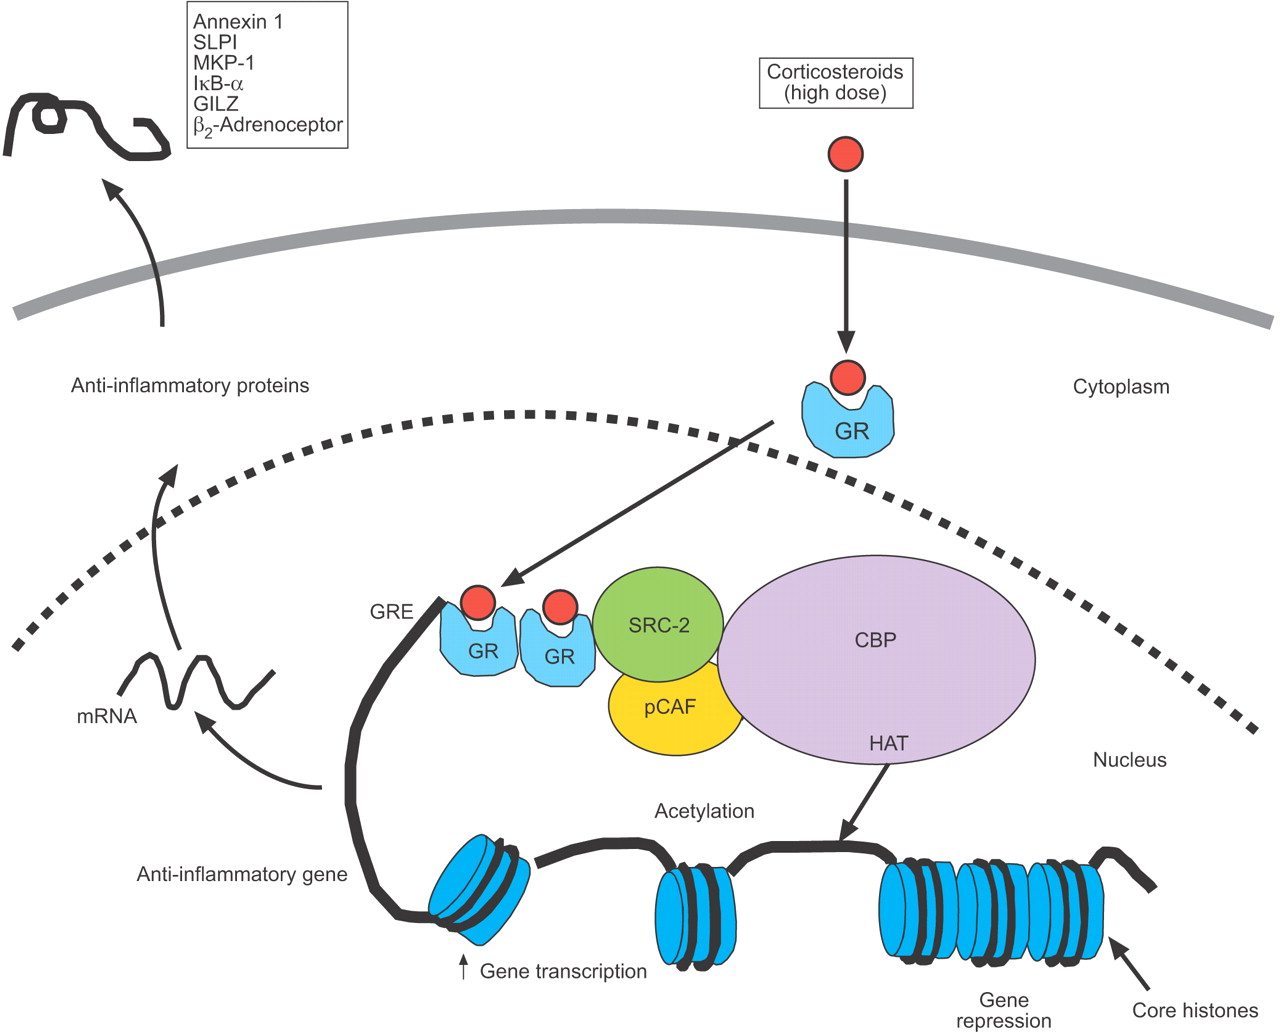 Annexin 1
SLPI
MKP-1
IκB-α
GILZ
β2-Adrenoceptor
Corticosteroids
(high dose)
Anti-inflammatory proteins
Cytoplasm
GR
GRE
GR
GR
SRC-2
CBP
pCAF
HAT
mRNA
Nucleus
Acetylation
Anti-inflammatory gene
↑ Gene transcription
Gene
repression
Core histones